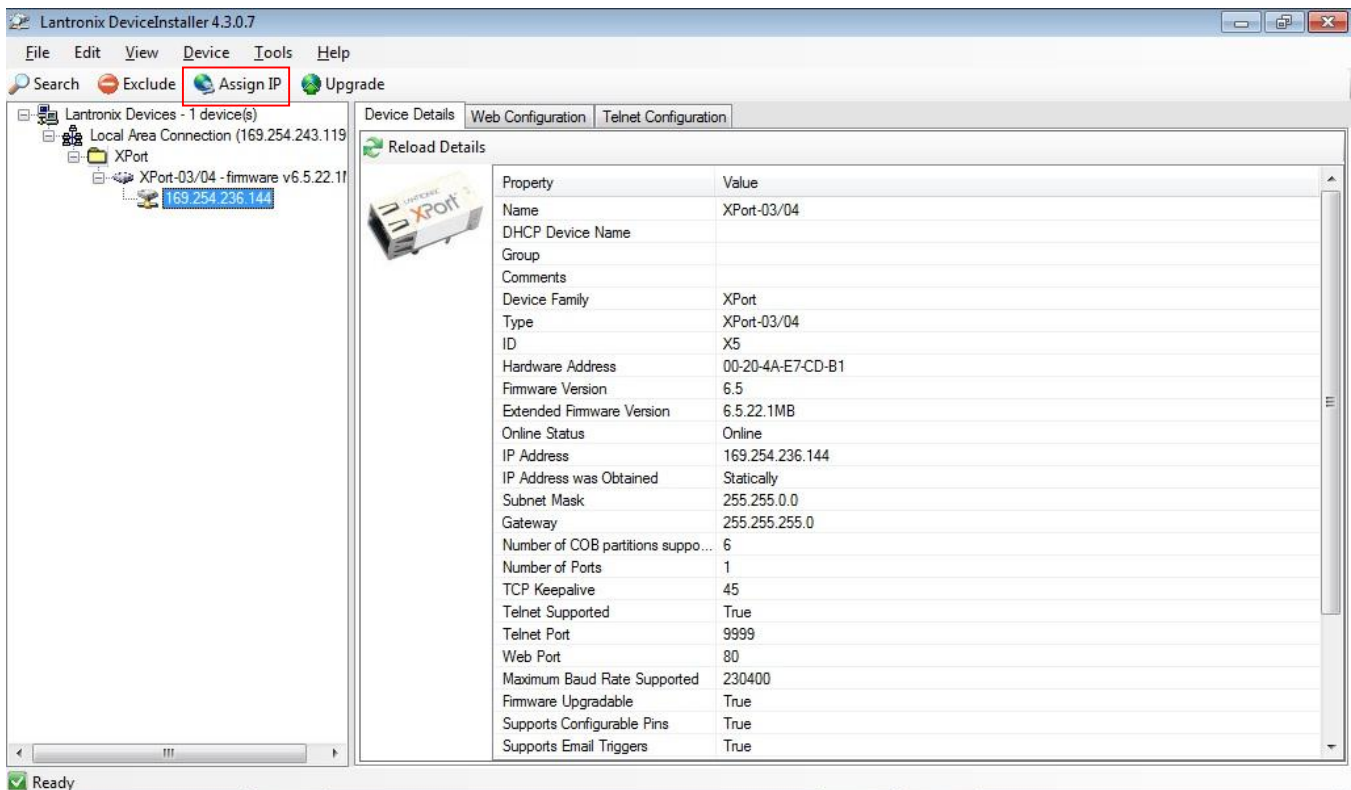 Lantronix DeviceInstaller 4.3.0.7
File Edit View Device Tools Help
Search Exclude Assign IP Upgrade
Lantronix Devices - 1 device(s)
Local Area Connection (169.254.243.119
XPort
XPort-03/04 - firmware v6.5.22.1M
169.254.236.144
Device Details Web Configuration Telnet Configuration
Reload Details
LANTRONIX
XPort
Property Value
Name XPort-03/04
DHCP Device Name
Group
Comments
Device Family XPort
Type XPort-03/04
ID X5
Hardware Address 00-20-4A-E7-CD-B1
Firmware Version 6.5
Extended Firmware Version 6.5.22.1MB
Online Status Online
IP Address 169.254.236.144
IP Address was Obtained Statically
Subnet Mask 255.255.0.0
Gateway 255.255.255.0
Number of COB partitions suppo... 6
Number of Ports 1
TCP Keepalive 45
Telnet Supported True
Telnet Port 9999
Web Port 80
Maximum Baud Rate Supported 230400
Firmware Upgradable True
Supports Configurable Pins True
Supports Email Triggers True
Ready